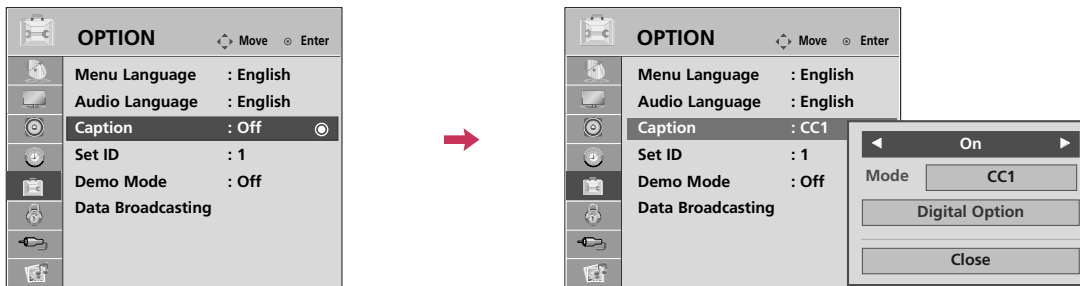 OPTION Move Enter
Menu Language : English
Audio Language : English
Caption : Off
Set ID : 1
Demo Mode : Off
Data Broadcasting
OPTION Move Enter
Menu Language : English
Audio Language : English
Caption : CC1
Set ID : 1
Demo Mode : Off
Data Broadcasting
On
Mode CC1
Digital Option
Close